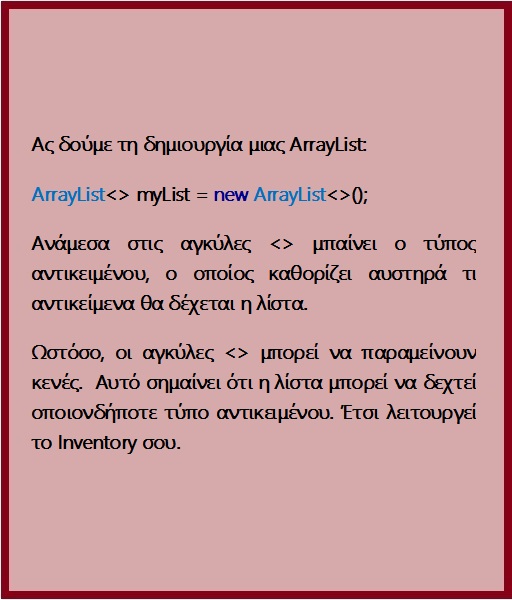 Ας δούμε τη δημιουργία μιας ArrayList:
ArrayList<> myList = new ArrayList<>();
Ανάμεσα στις αγκύλες <> μπαίνει ο τύπος
αντικειμένου, ο οποίος καθορίζει αυστηρά τι
αντικείμενα θα δέχεται η λίστα.
Ωστόσο, οι αγκύλες <> μπορεί να παραμείνουν
κενές. Αυτό σημαίνει ότι η λίστα μπορεί να δεχτεί
οποιονδήποτε τύπο αντικειμένου. Έτσι λειτουργεί
το Inventory σου.